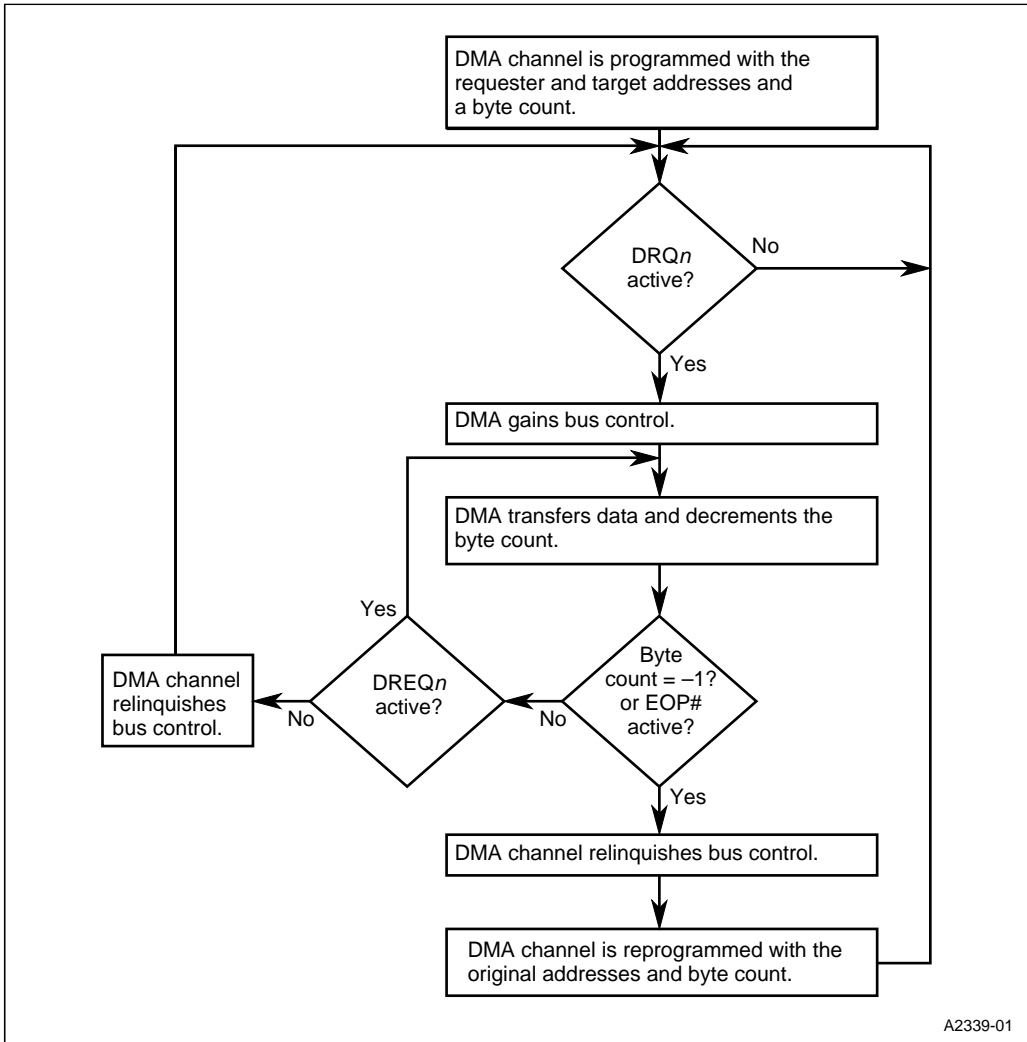 DMA channel is programmed with the
requester and target addresses and
a byte count.
DRQn
active?
No
Yes
DMA gains bus control.
DMA transfers data and decrements the
byte count.
Yes
DMA channel
relinquishes
bus control.
No
DREQn
active?
No
Byte
count = –1?
or EOP#
active?
Yes
DMA channel relinquishes bus control.
DMA channel is reprogrammed with the
original addresses and byte count.
A2339-01